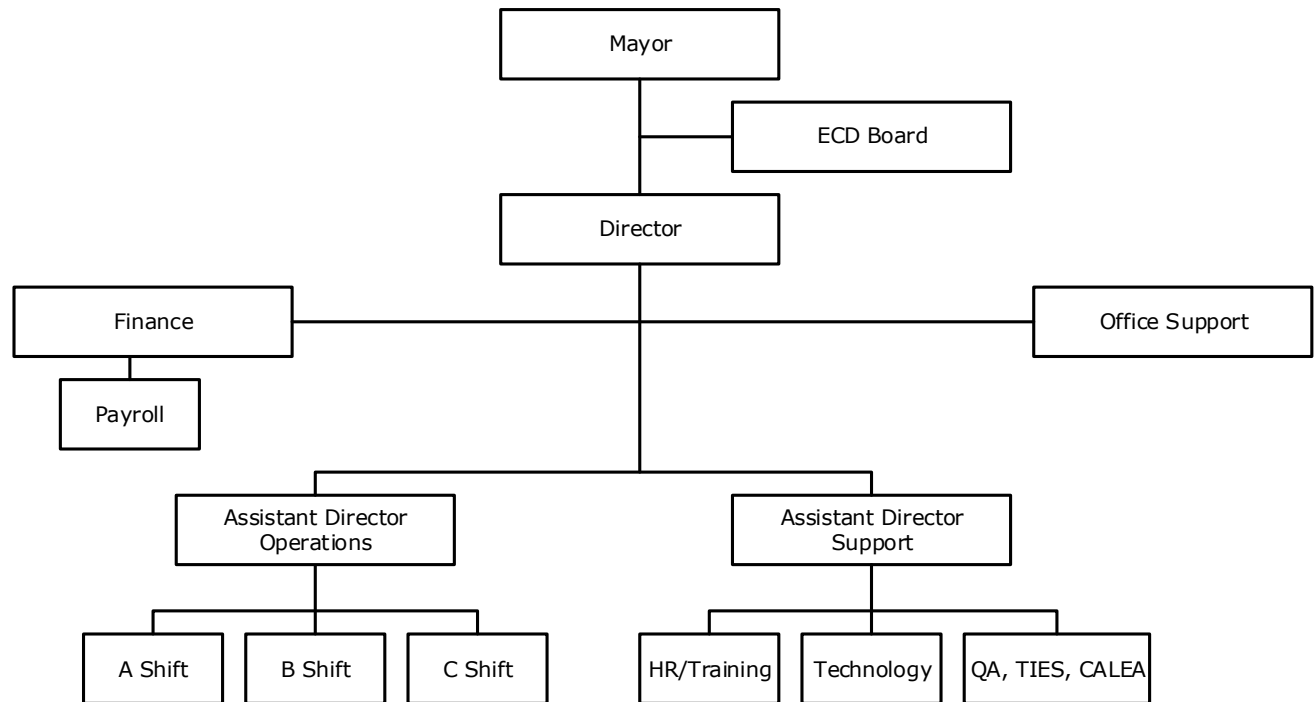 Mayor
ECD Board
Director
Finance
Office Support
Payroll
Assistant Director
Operations
Assistant Director
Support
A Shift
B Shift
C Shift
HR/Training
Technology
QA, TIES, CALEA